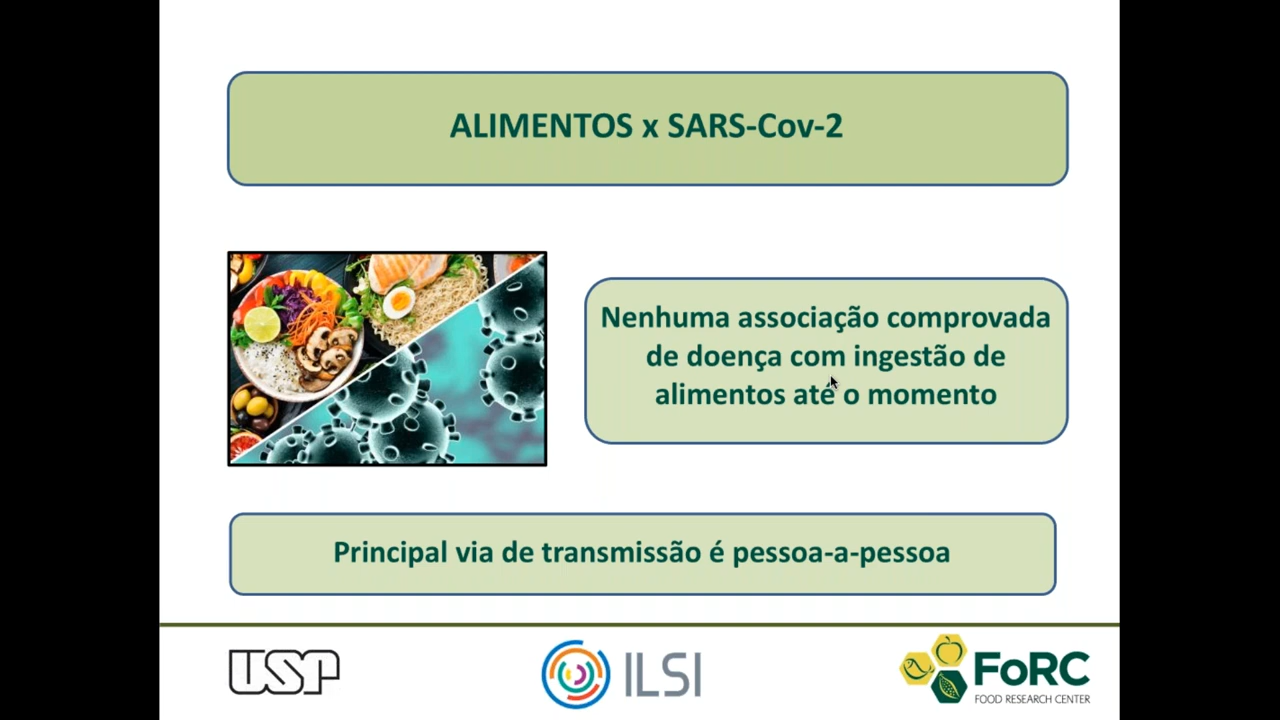 ALIMENTOS x SARS-Cov-2
Nenhuma associação comprovada
de doença com ingestão de
alimentos até o momento
Principal via de transmissão é pessoa-a-pessoa
USP
ILSI
FoRC
FOOD RESEARCH CENTER